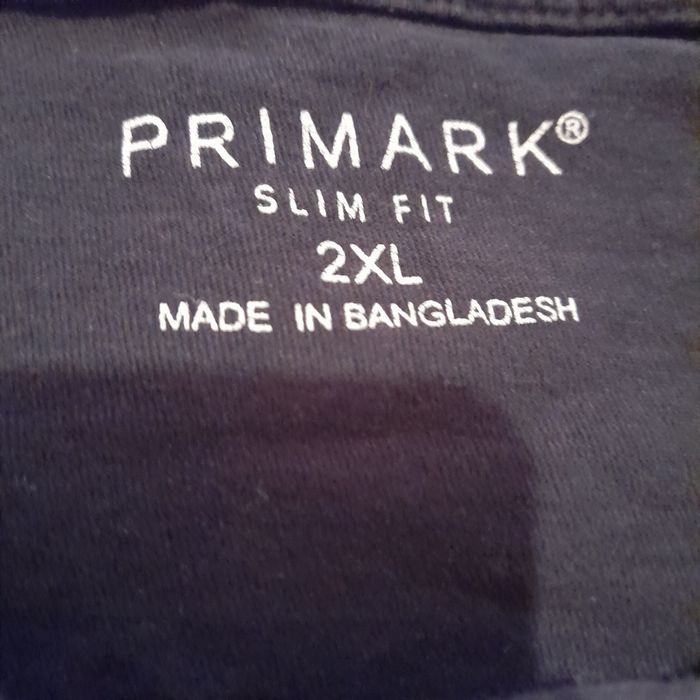 PRIMARK®
SLIM FIT
2XL
MADE IN BANGLADESH